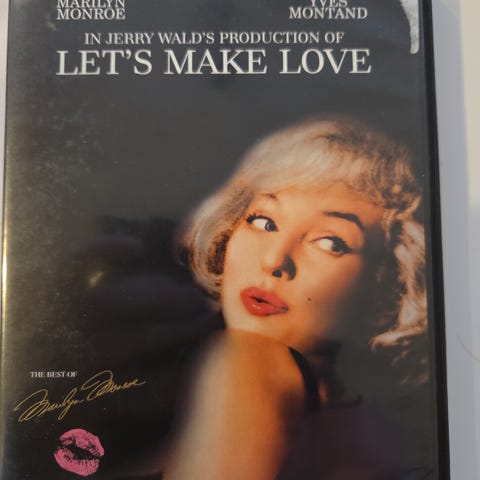 MARILYN YVES
MONROE MONTAND
IN JERRY WALD'S PRODUCTION OF
LET'S MAKE LOVE
THE BEST OF
Marilyn Monroe